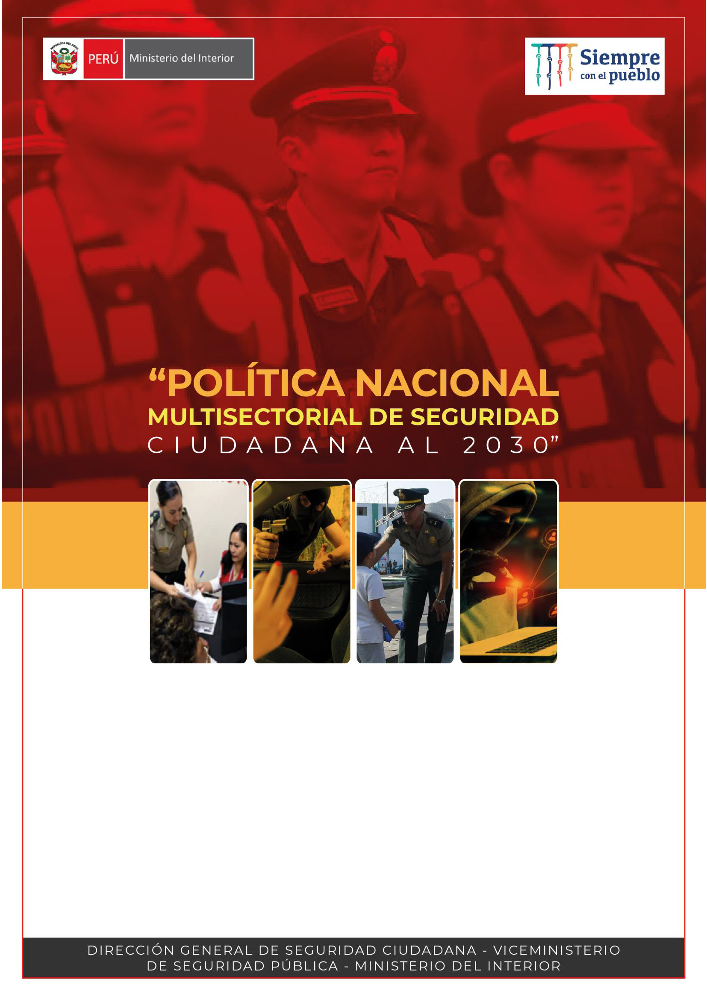 REPÚBLICA DEL PERÚ
PERÚ
Ministerio del Interior
Siempre
con el pueblo
“POLÍTICA NACIONAL
MULTISECTORIAL DE SEGURIDAD
CIUDADANA AL 2030”
DIRECCIÓN GENERAL DE SEGURIDAD CIUDADANA - VICEMINISTERIO
DE SEGURIDAD PÚBLICA - MINISTERIO DEL INTERIOR